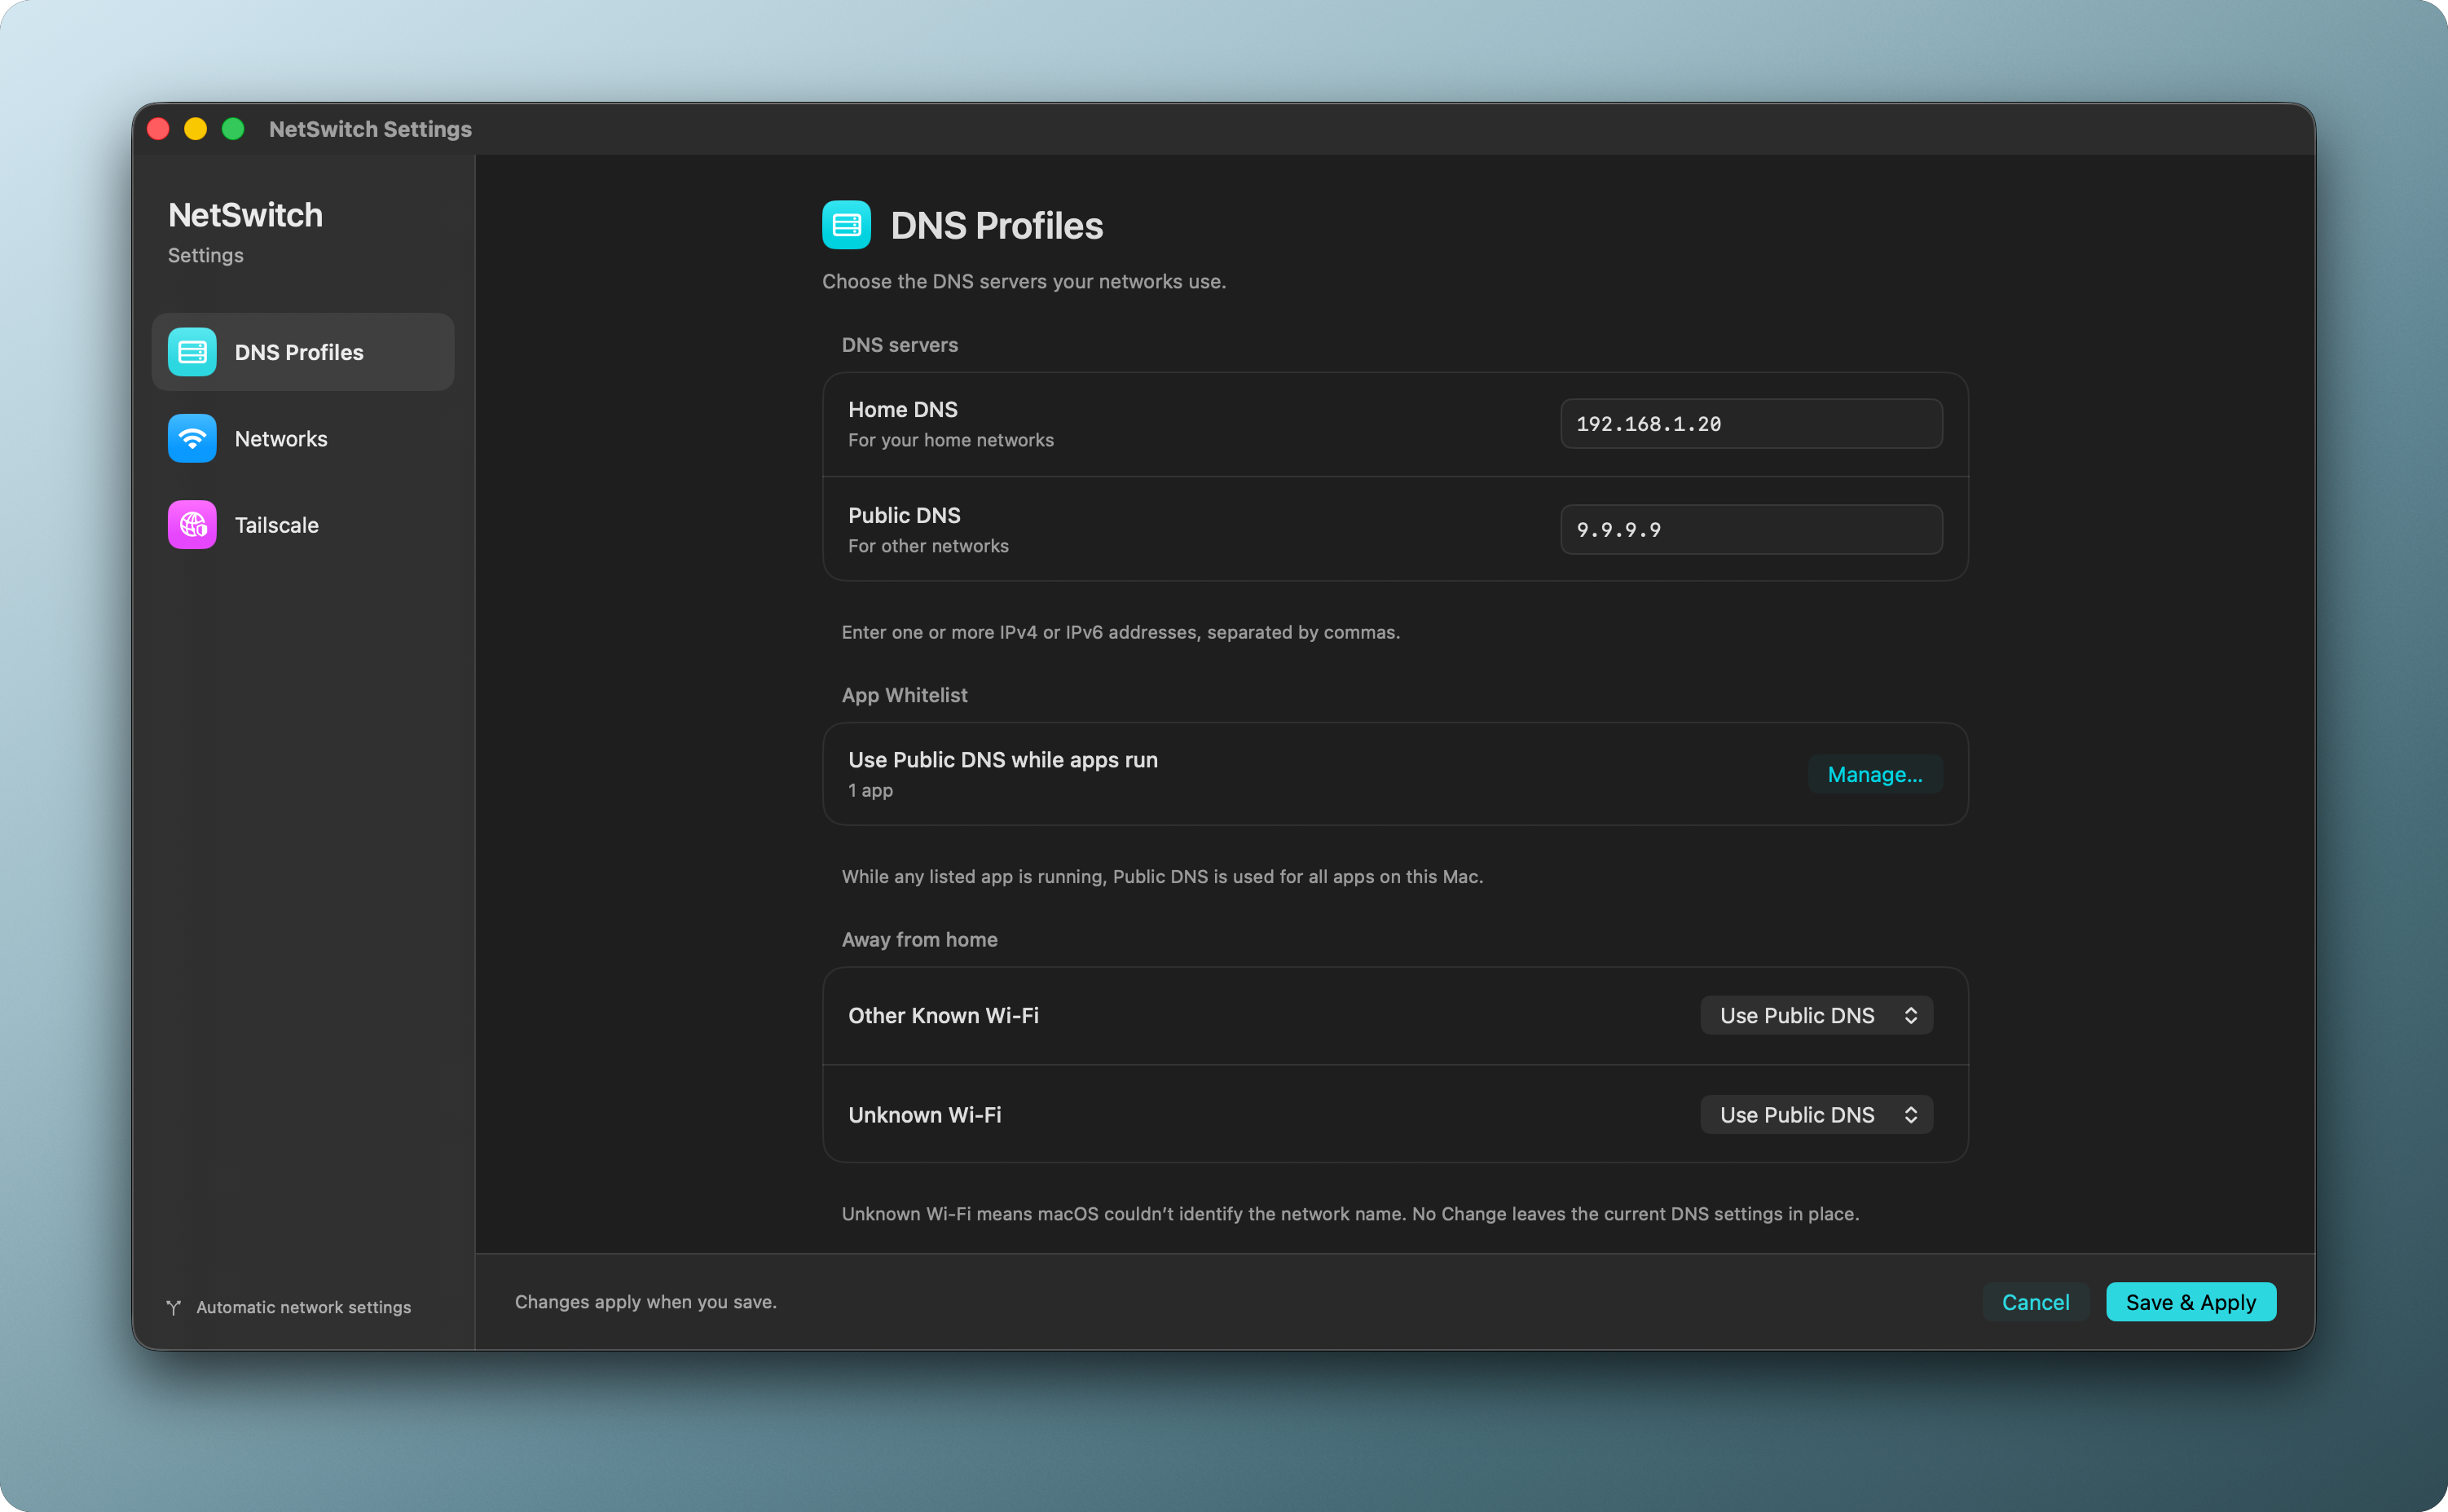 NetSwitch Settings
NetSwitch
Settings
DNS Profiles
Networks
Tailscale
Automatic network settings
DNS Profiles
Choose the DNS servers your networks use.
DNS servers
Home DNS
For your home networks
192.168.1.20
Public DNS
For other networks
9.9.9.9
Enter one or more IPv4 or IPv6 addresses, separated by commas.
App Whitelist
Use Public DNS while apps run
1 app
Manage...
While any listed app is running, Public DNS is used for all apps on this Mac.
Away from home
Other Known Wi-Fi
Use Public DNS
Unknown Wi-Fi
Use Public DNS
Unknown Wi-Fi means macOS couldn’t identify the network name. No Change leaves the current DNS settings in place.
Changes apply when you save.
Cancel
Save & Apply